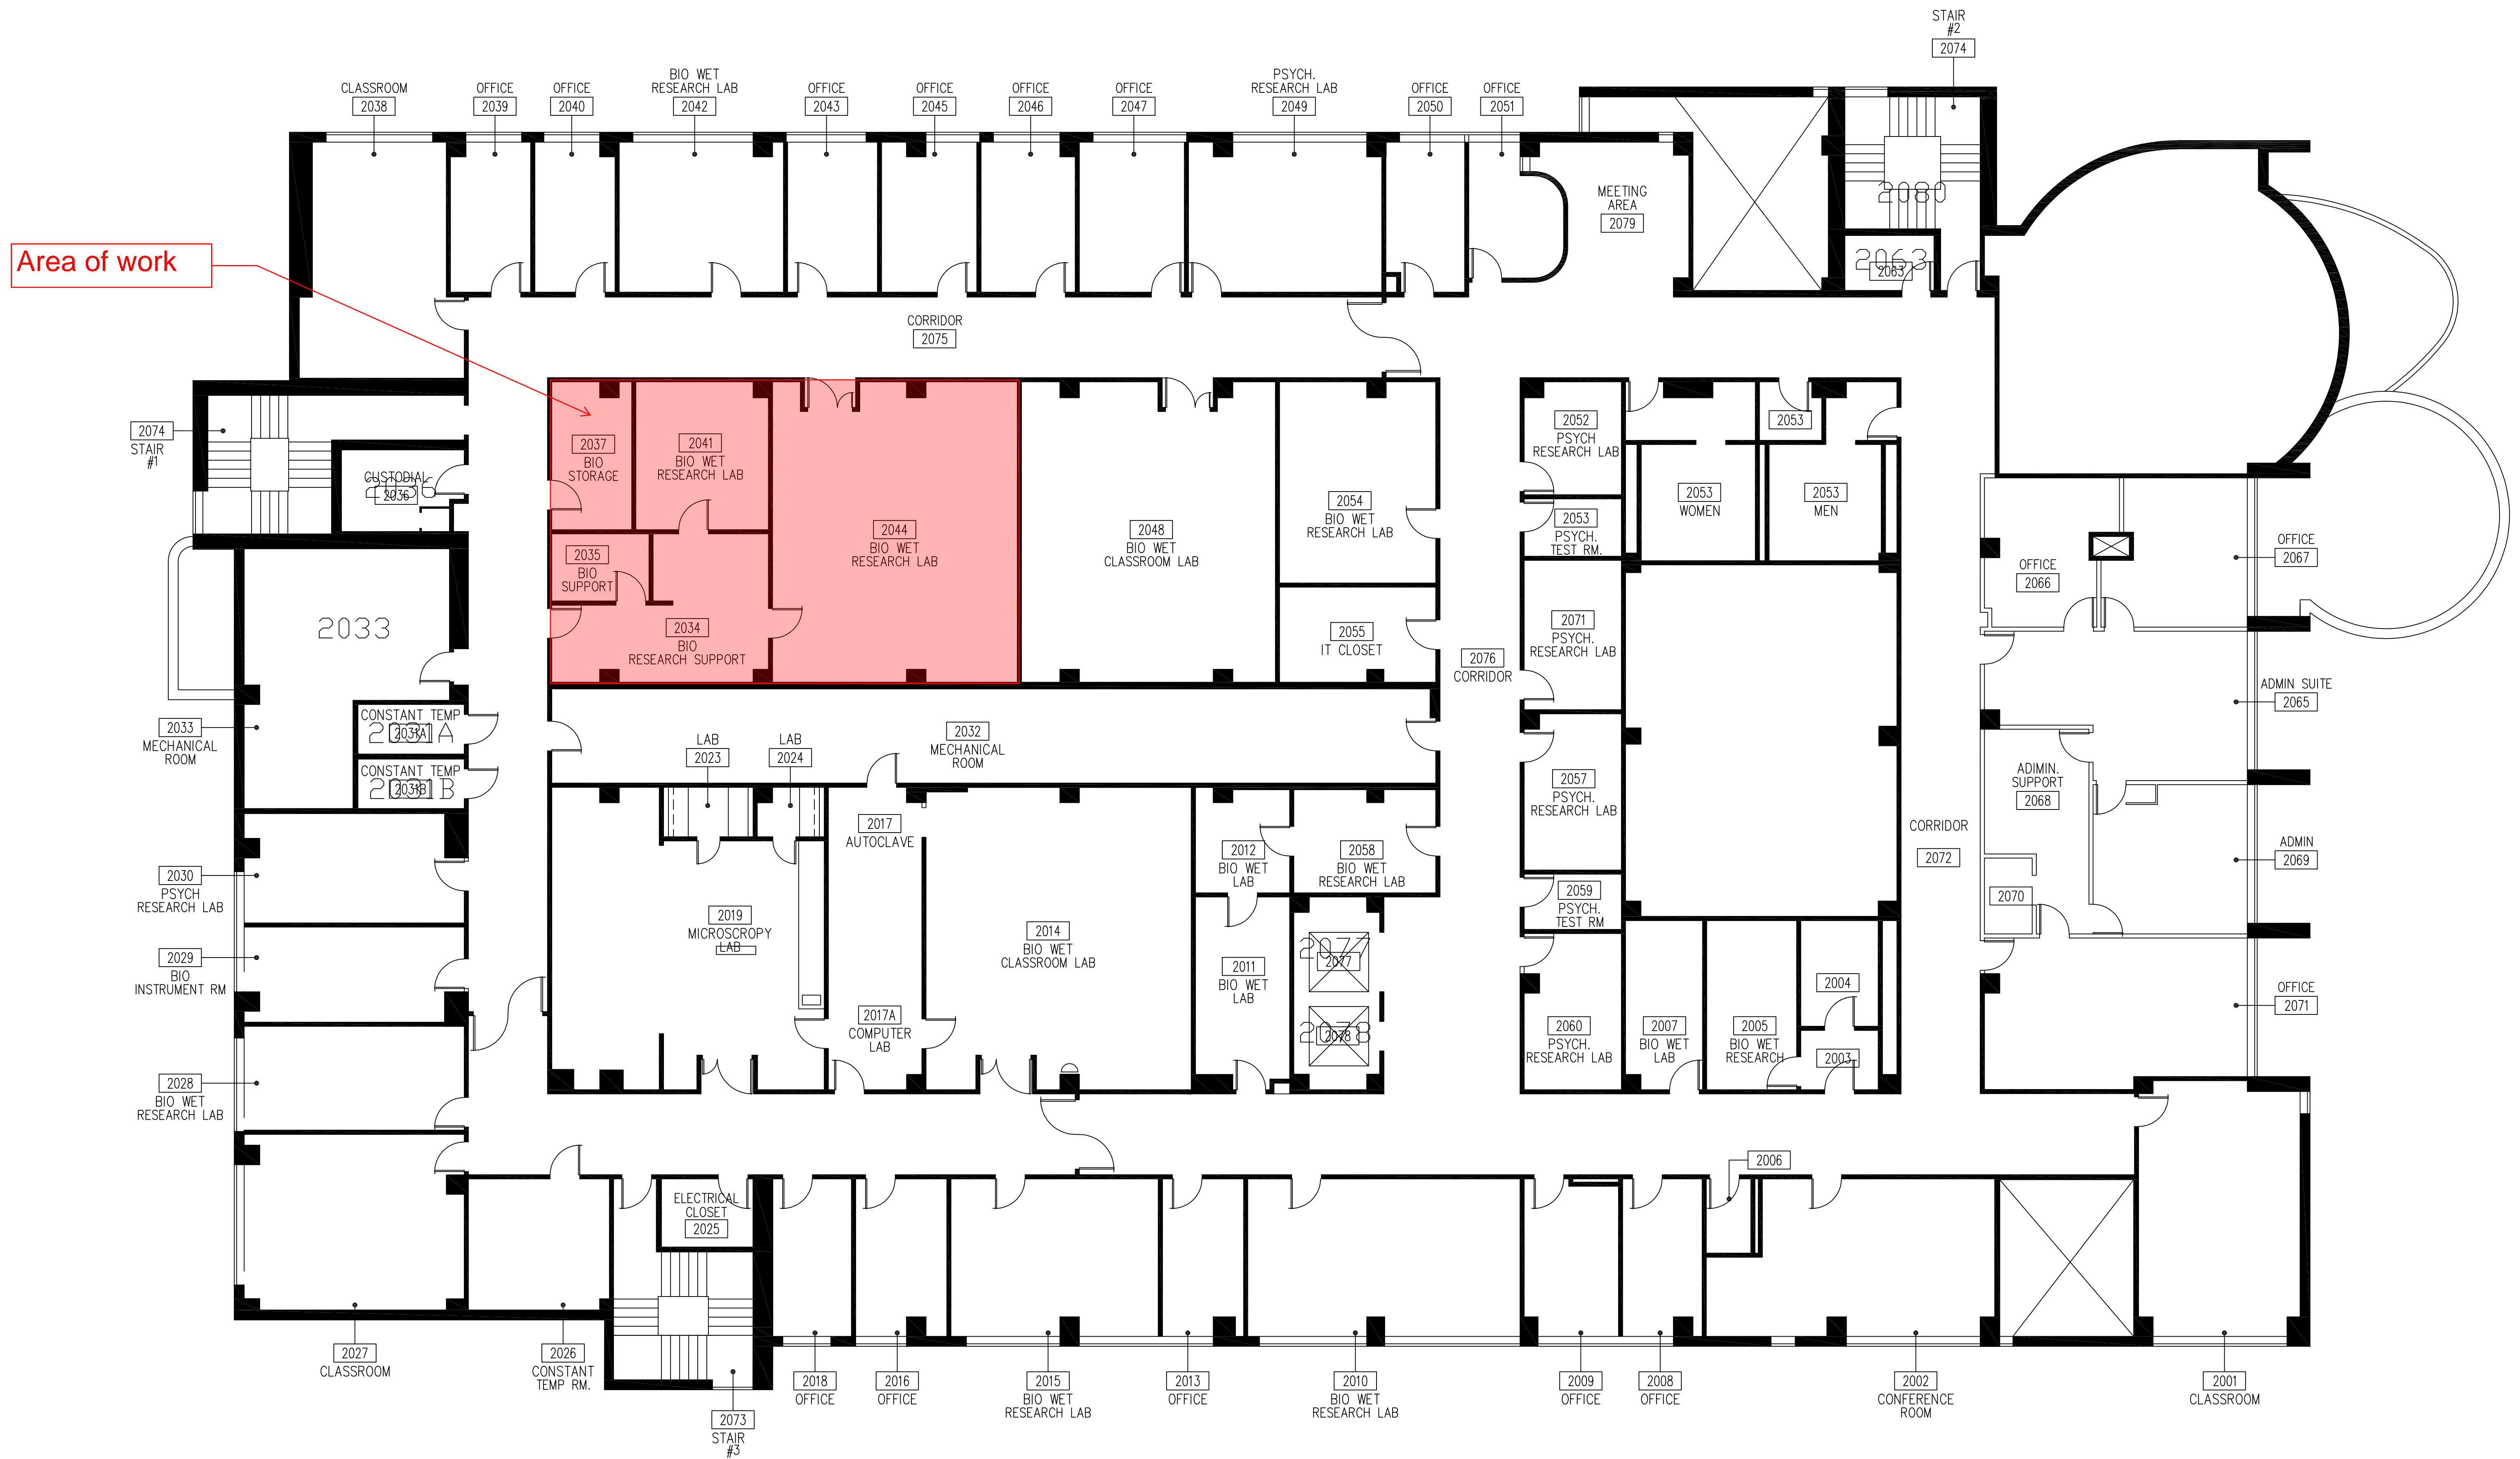 STAIR
#2
2074
CLASSROOM
2038
OFFICE
2039
OFFICE
2040
BIO WET
RESEARCH LAB
2042
OFFICE
2043
OFFICE
2045
OFFICE
2046
OFFICE
2047
PSYCH.
RESEARCH LAB
2049
OFFICE
2050
OFFICE
2051
MEETING
AREA
2079
2080
2063
2063
Area of work
CORRIDOR
2075
2074
STAIR
#1
CUSTODIAL
2036
2036
2037
BIO
STORAGE
2041
BIO WET
RESEARCH LAB
2035
BIO
SUPPORT
2034
BIO
RESEARCH SUPPORT
2044
BIO WET
RESEARCH LAB
2048
BIO WET
CLASSROOM LAB
2054
BIO WET
RESEARCH LAB
2055
IT CLOSET
2076
CORRIDOR
2052
PSYCH
RESEARCH LAB
2053
PSYCH.
TEST RM.
2053
2053
WOMEN
2053
MEN
2071
PSYCH.
RESEARCH LAB
2057
PSYCH.
RESEARCH LAB
2059
PSYCH.
TEST RM
2060
PSYCH.
RESEARCH LAB
OFFICE
2066
OFFICE
2067
ADMIN SUITE
2065
ADIMIN.
SUPPORT
2068
ADMIN
2069
2070
OFFICE
2071
CORRIDOR
2072
2033
2033
MECHANICAL
ROOM
CONSTANT TEMP
2031A
2031A
CONSTANT TEMP
2031B
2031B
2032
MECHANICAL
ROOM
LAB
2023
LAB
2024
2017
AUTOCLAVE
2019
MICROSCROPY
LAB
2017A
COMPUTER
LAB
2014
BIO WET
CLASSROOM LAB
2012
BIO WET
LAB
2058
BIO WET
RESEARCH LAB
2011
BIO WET
LAB
2077
2077
2078
2078
2007
BIO WET
LAB
2005
BIO WET
RESEARCH
2004
2003
2030
PSYCH
RESEARCH LAB
2029
BIO
INSTRUMENT RM
2028
BIO WET
RESEARCH LAB
2006
ELECTRICAL
CLOSET
2025
2027
CLASSROOM
2026
CONSTANT
TEMP RM.
2073
STAIR
#3
2018
OFFICE
2016
OFFICE
2015
BIO WET
RESEARCH LAB
2013
OFFICE
2010
BIO WET
RESEARCH LAB
2009
OFFICE
2008
OFFICE
2002
CONFERENCE
ROOM
2001
CLASSROOM